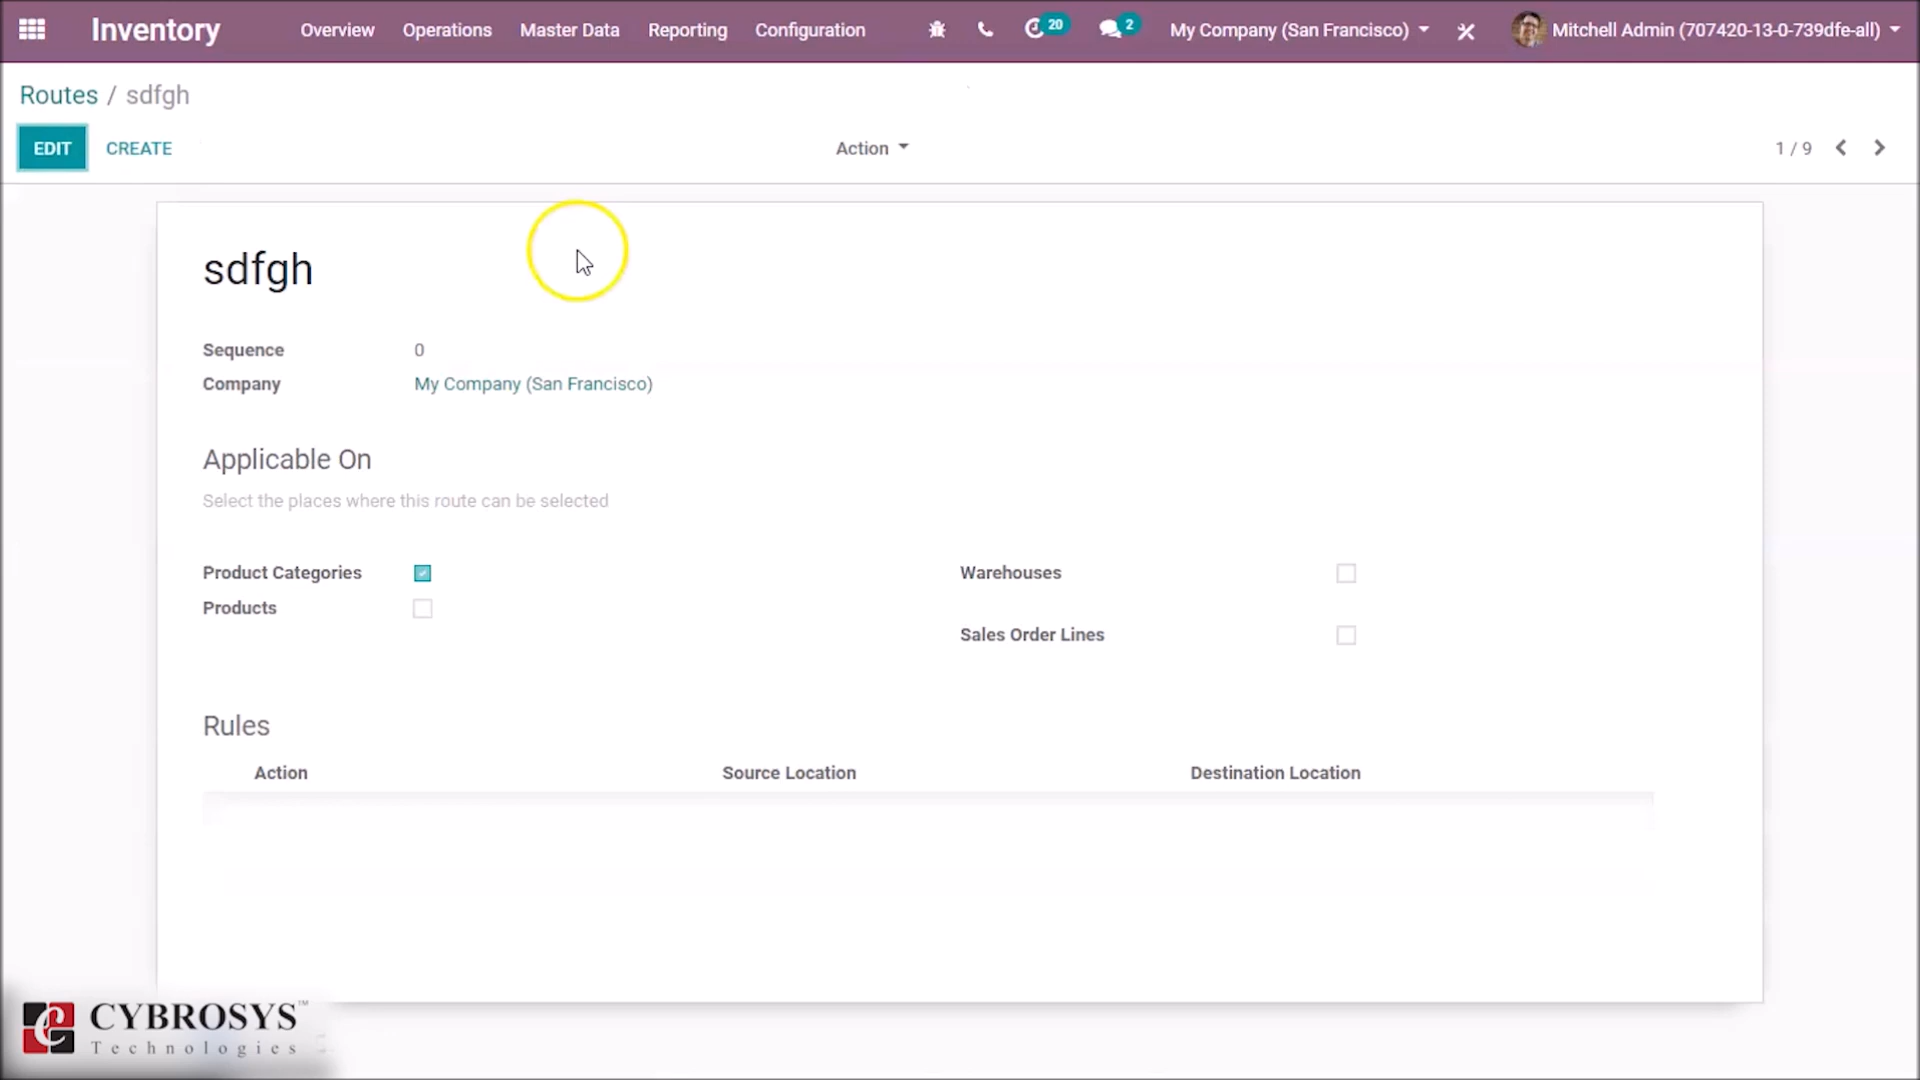 Inventory Overview Operations Master Data Reporting Configuration 20 2 My Company (San Francisco) Mitchell Admin (707420-13-0-739dfe-all)
Routes / sdfgh
EDIT CREATE Action 1 / 9
sdfgh
Sequence 0
Company My Company (San Francisco)
Applicable On
Select the places where this route can be selected
Product Categories Warehouses
Products
Sales Order Lines
Rules
Action Source Location Destination Location
CYBROSYS™
Technologies